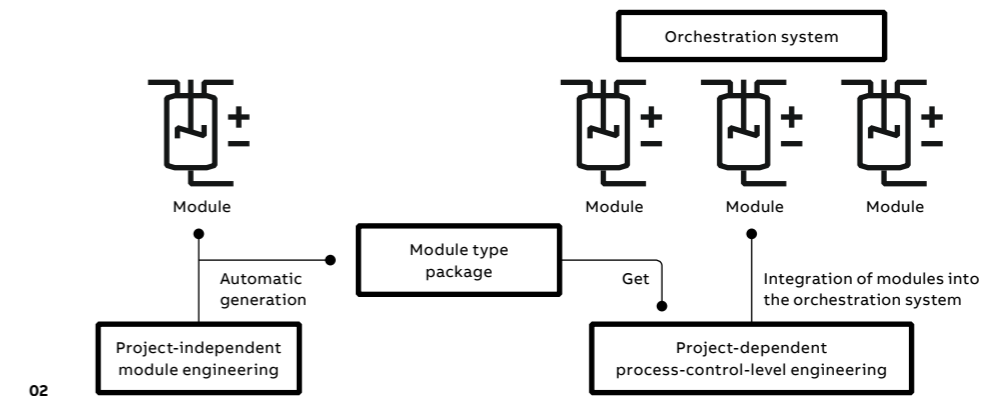 Orchestration system
+
−
+
−
+
−
+
−
Module
Module
Module
Module
Module type
package
Automatic
generation
Get
Integration of modules into
the orchestration system
Project-independent
module engineering
Project-dependent
process-control-level engineering
02